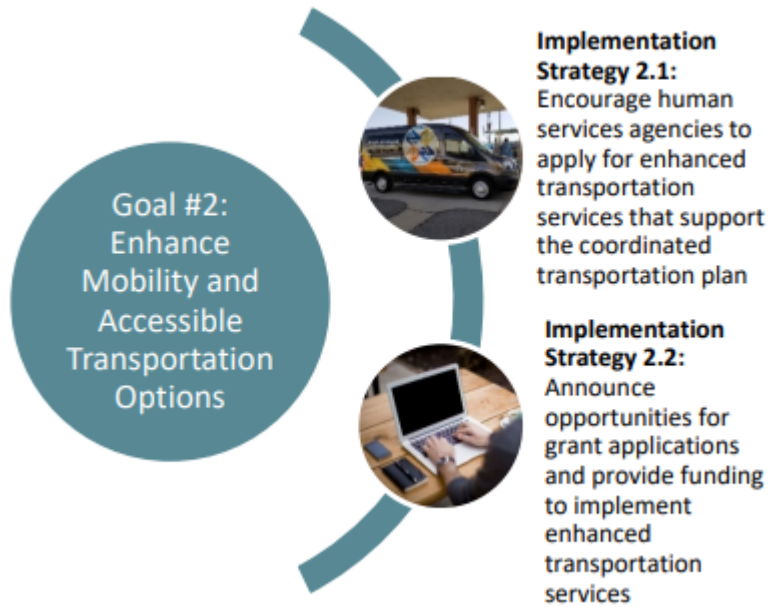 Goal #2:
Enhance
Mobility and
Accessible
Transportation
Options
Implementation
Strategy 2.1:
Encourage human
services agencies to
apply for enhanced
transportation
services that support
the coordinated
transportation plan
Implementation
Strategy 2.2:
Announce
opportunities for
grant applications
and provide funding
to implement
enhanced
transportation
services